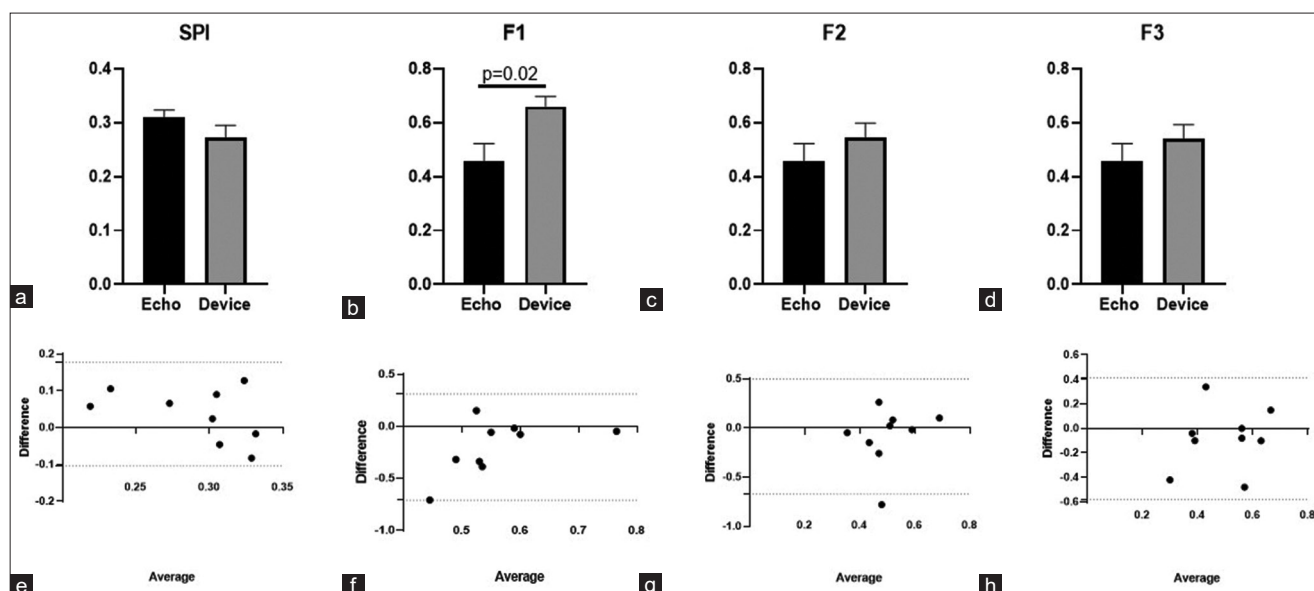 SPI
0.4
0.3
0.2
0.1
0.0
Echo Device
a
F1
0.8
0.6
0.4
0.2
0.0
p=0.02
Echo Device
b
F2
0.8
0.6
0.4
0.2
0.0
Echo Device
c
F3
0.8
0.6
0.4
0.2
0.0
Echo Device
d
0.2
0.1
0.0
-0.1
-0.2
Difference
0.25 0.30 0.35
Average
e
0.5
0.0
-0.5
-1.0
Difference
0.5 0.6 0.7 0.8
Average
f
0.5
0.0
-0.5
-1.0
Difference
0.2 0.4 0.6 0.8
Average
g
0.6
0.4
0.2
0.0
-0.2
-0.4
-0.6
Difference
0.2 0.4 0.6 0.8
Average
h